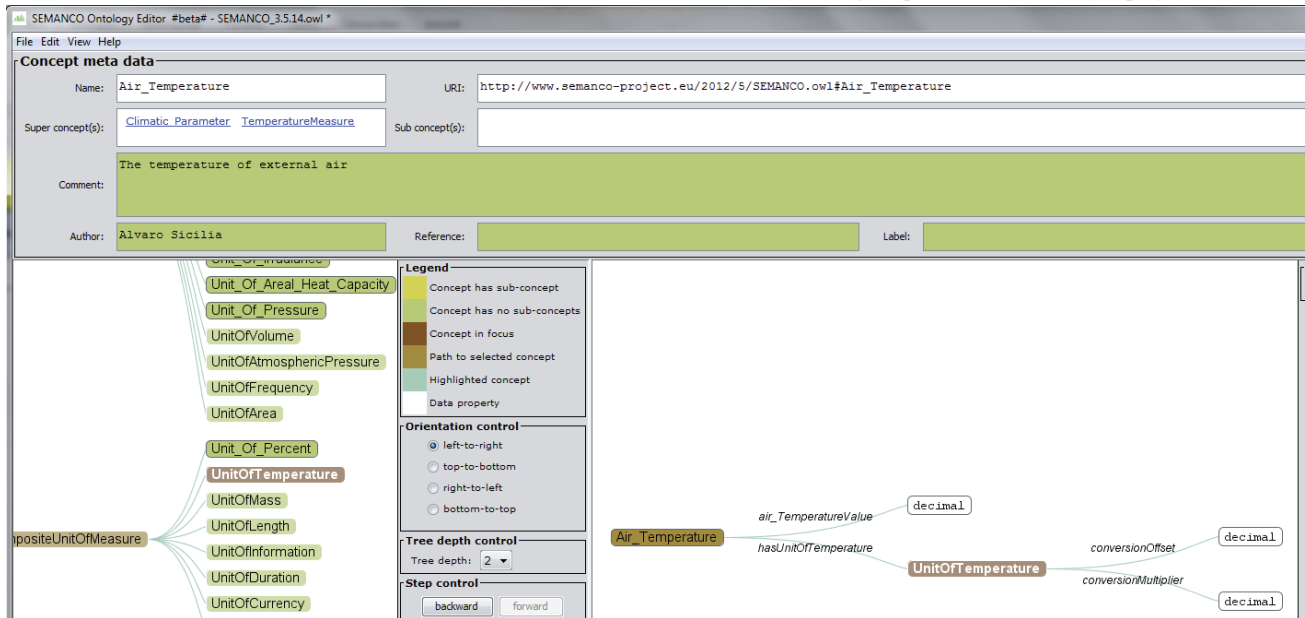 SEMANCO Ontology Editor #beta# - SEMANCO_3.5.14.owl *
File Edit View Help
Concept meta data
Name: Air_Temperature URI: http://www.semanco-project.eu/2012/5/SEMANCO.owl#Air_Temperature
Super concept(s): Climatic_Parameter TemperatureMeasure Sub concept(s):
Comment: The temperature of external air
Author: Alvaro Sicilia Reference: Label:
Unit_Of_Irradiance
Unit_Of_Areal_Heat_Capacity
Unit_Of_Pressure
UnitOfVolume
UnitOfAtmosphericPressure
UnitOfFrequency
UnitOfArea
Unit_Of_Percent
UnitOfTemperature
UnitOfMass
UnitOfLength
mpositeUnitOfMeasure
UnitOfInformation
UnitOfDuration
UnitOfCurrency
Legend
Concept has sub-concept
Concept has no sub-concepts
Concept in focus
Path to selected concept
Highlighted concept
Data property
Orientation control
left-to-right
top-to-bottom
right-to-left
bottom-to-top
Tree depth control
Tree depth: 2
Step control
backward forward
Air_Temperature
air_TemperatureValue
decimal
hasUnitOfTemperature
UnitOfTemperature
conversionOffset
decimal
conversionMultiplier
decimal